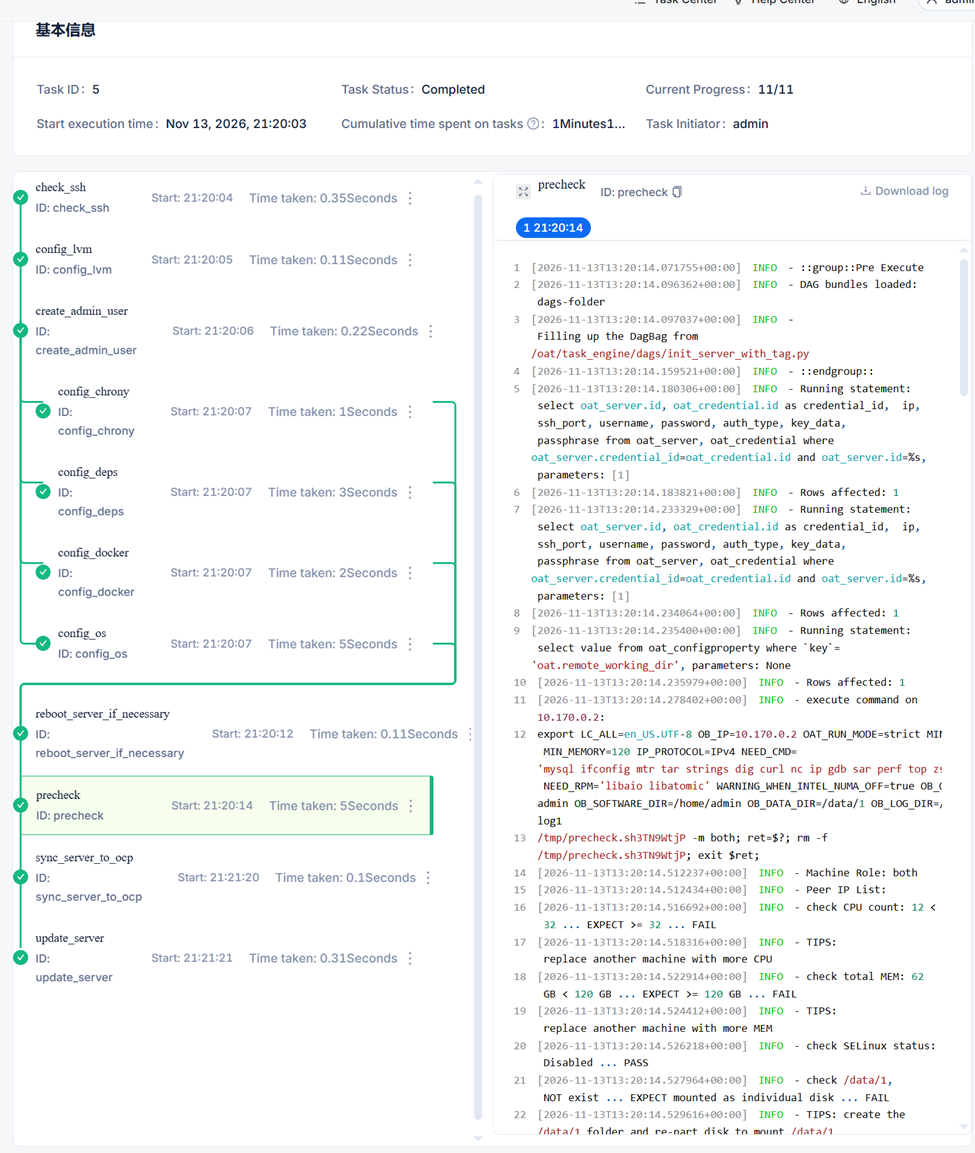 Task Center Help Center English admin
基本信息
Task ID: 5 Task Status: Completed Current Progress: 11/11
Start execution time: Nov 13, 2026, 21:20:03 Cumulative time spent on tasks ?: 1Minutes1... Task Initiator: admin
check_ssh
ID: check_ssh
Start: 21:20:04 Time taken: 0.35Seconds
config_lvm
ID: config_lvm
Start: 21:20:05 Time taken: 0.11Seconds
create_admin_user
ID:
create_admin_user
Start: 21:20:06 Time taken: 0.22Seconds
config_chrony
ID:
config_chrony
Start: 21:20:07 Time taken: 1Seconds
config_deps
ID:
config_deps
Start: 21:20:07 Time taken: 3Seconds
config_docker
ID:
config_docker
Start: 21:20:07 Time taken: 2Seconds
config_os
ID: config_os
Start: 21:20:07 Time taken: 5Seconds
reboot_server_if_necessary
ID:
reboot_server_if_necessary
Start: 21:20:12 Time taken: 0.11Seconds
precheck
ID: precheck
Start: 21:20:14 Time taken: 5Seconds
sync_server_to_ocp
ID:
sync_server_to_ocp
Start: 21:21:20 Time taken: 0.1Seconds
update_server
ID:
update_server
Start: 21:21:21 Time taken: 0.31Seconds
precheck ID: precheck Download log
1 21:20:14
1 [2026-11-13T13:20:14.071755+00:00] INFO - ::group::Pre Execute
2 [2026-11-13T13:20:14.096362+00:00] INFO - DAG bundles loaded:
dags-folder
3 [2026-11-13T13:20:14.097037+00:00] INFO -
Filling up the DagBag from
/oat/task_engine/dags/init_server_with_tag.py
4 [2026-11-13T13:20:14.159521+00:00] INFO - ::endgroup::
5 [2026-11-13T13:20:14.180306+00:00] INFO - Running statement:
select oat_server.id, oat_credential.id as credential_id, ip,
ssh_port, username, password, auth_type, key_data,
passphrase from oat_server, oat_credential where
oat_server.credential_id=oat_credential.id and oat_server.id=%s,
parameters: [1]
6 [2026-11-13T13:20:14.183821+00:00] INFO - Rows affected: 1
7 [2026-11-13T13:20:14.233329+00:00] INFO - Running statement:
select oat_server.id, oat_credential.id as credential_id, ip,
ssh_port, username, password, auth_type, key_data,
passphrase from oat_server, oat_credential where
oat_server.credential_id=oat_credential.id and oat_server.id=%s,
parameters: [1]
8 [2026-11-13T13:20:14.234064+00:00] INFO - Rows affected: 1
9 [2026-11-13T13:20:14.235400+00:00] INFO - Running statement:
select value from oat_configproperty where `key`=
'oat.remote_working_dir', parameters: None
10 [2026-11-13T13:20:14.235979+00:00] INFO - Rows affected: 1
11 [2026-11-13T13:20:14.278402+00:00] INFO - execute command on
10.170.0.2:
12 export LC_ALL=en_US.UTF-8 OB_IP=10.170.0.2 OAT_RUN_MODE=strict
MIN_MEMORY=120 IP_PROTOCOL=IPv4 NEED_CMD=
'mysql ifconfig mtr tar strings dig curl nc ip gdb sar perf top
NEED_RPM='libaio libatomic' WARNING_WHEN_INTEL_NUMA_OFF=true
admin OB_SOFTWARE_DIR=/home/admin OB_DATA_DIR=/data/1 OB_LOG_DIR=/
log1
13 /tmp/precheck.sh3TN9WtjP -m both; ret=$?; rm -f
/tmp/precheck.sh3TN9WtjP; exit $ret;
14 [2026-11-13T13:20:14.512237+00:00] INFO - Machine Role: both
15 [2026-11-13T13:20:14.512434+00:00] INFO - Peer IP List:
16 [2026-11-13T13:20:14.516692+00:00] INFO - check CPU count: 12 <
32 ... EXPECT >= 32 ... FAIL
17 [2026-11-13T13:20:14.518316+00:00] INFO - TIPS:
replace another machine with more CPU
18 [2026-11-13T13:20:14.522914+00:00] INFO - check total MEM: 62
GB < 120 GB ... EXPECT >= 120 GB ... FAIL
19 [2026-11-13T13:20:14.524412+00:00] INFO - TIPS:
replace another machine with more MEM
20 [2026-11-13T13:20:14.526218+00:00] INFO - check SELinux status:
Disabled ... PASS
21 [2026-11-13T13:20:14.527964+00:00] INFO - check /data/1,
NOT exist ... EXPECT mounted as individual disk ... FAIL
22 [2026-11-13T13:20:14.529616+00:00] INFO - TIPS: create the
/data/1 folder and re-part disk to mount /data/1